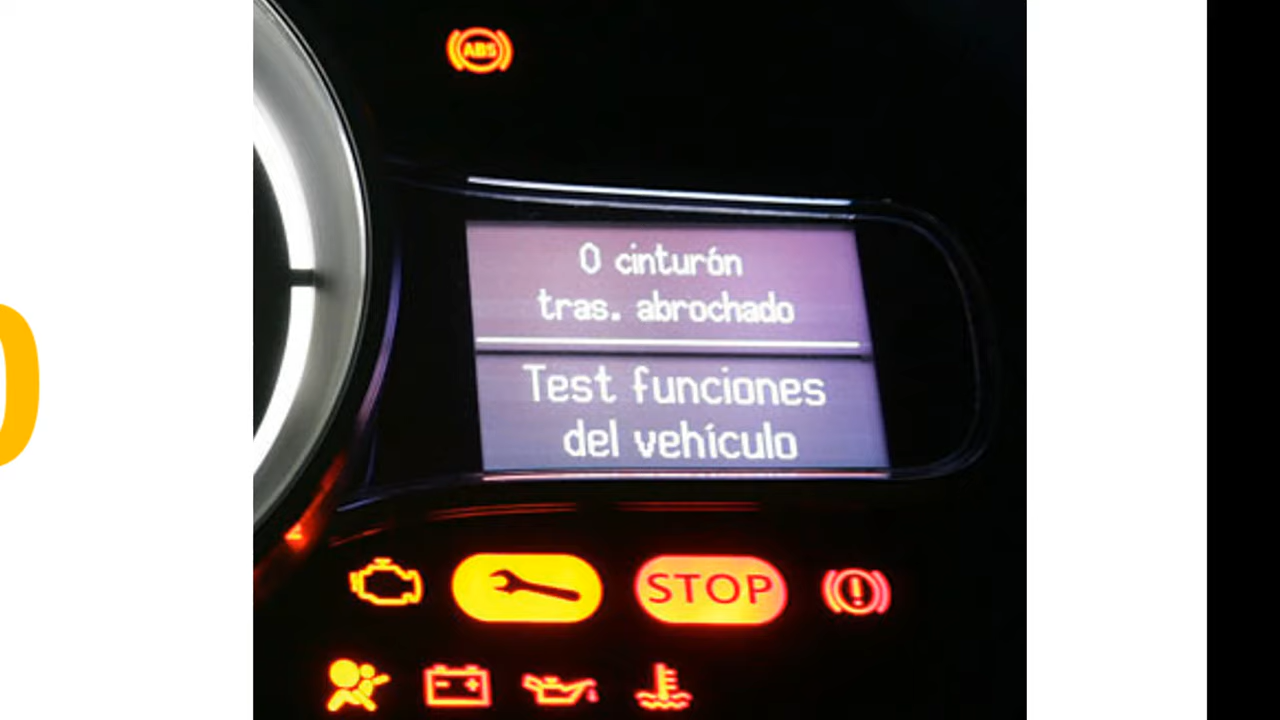 ABS
0 cinturón
tras. abrochado
Test funciones
del vehículo
STOP